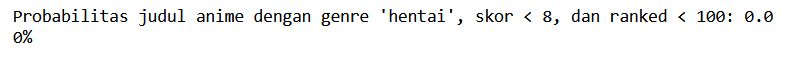 Probabilitas judul anime dengan genre 'hentai', skor < 8, dan ranked < 100: 0.0
0%